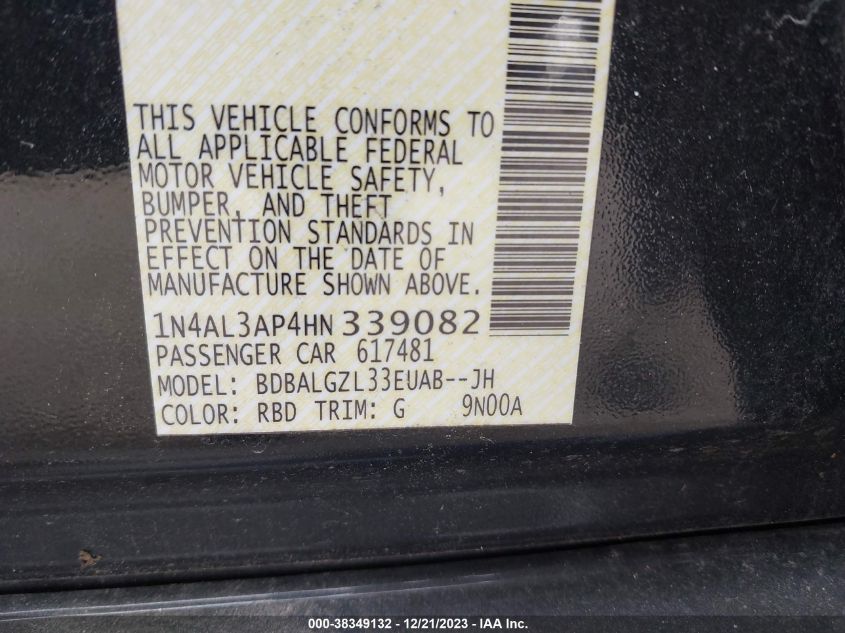 THIS VEHICLE CONFORMS TO
ALL APPLICABLE FEDERAL
MOTOR VEHICLE SAFETY,
BUMPER, AND THEFT
PREVENTION STANDARDS IN
EFFECT ON THE DATE OF
MANUFACTURE SHOWN ABOVE.
1N4AL3AP4HN 339082
PASSENGER CAR 617481
MODEL: BDBALGZL33EUAB--JH
COLOR: RBD TRIM: G 9N00A
000-38349132 - 12/21/2023 - IAA Inc.